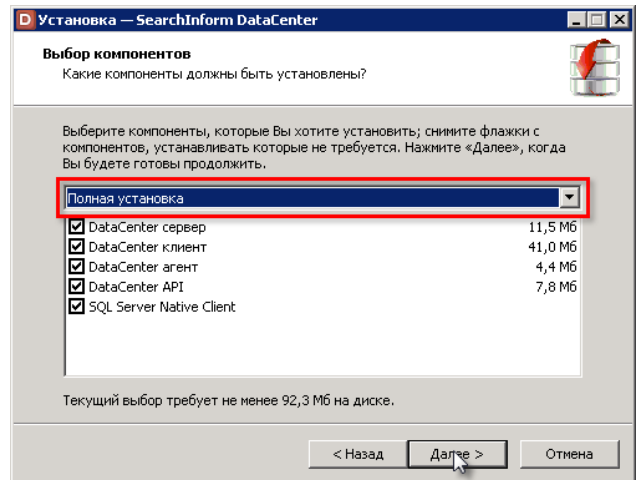 D Установка — SearchInform DataCenter
Выбор компонентов
Какие компоненты должны быть установлены?
Выберите компоненты, которые Вы хотите установить; снимите флажки с
компонентов, устанавливать которые не требуется. Нажмите «Далее», когда
Вы будете готовы продолжить.
Полная установка
DataCenter сервер 11,5 Мб
DataCenter клиент 41,0 Мб
DataCenter агент 4,4 Мб
DataCenter API 7,8 Мб
SQL Server Native Client
Текущий выбор требует не менее 92,3 Мб на диске.
< Назад Далее > Отмена